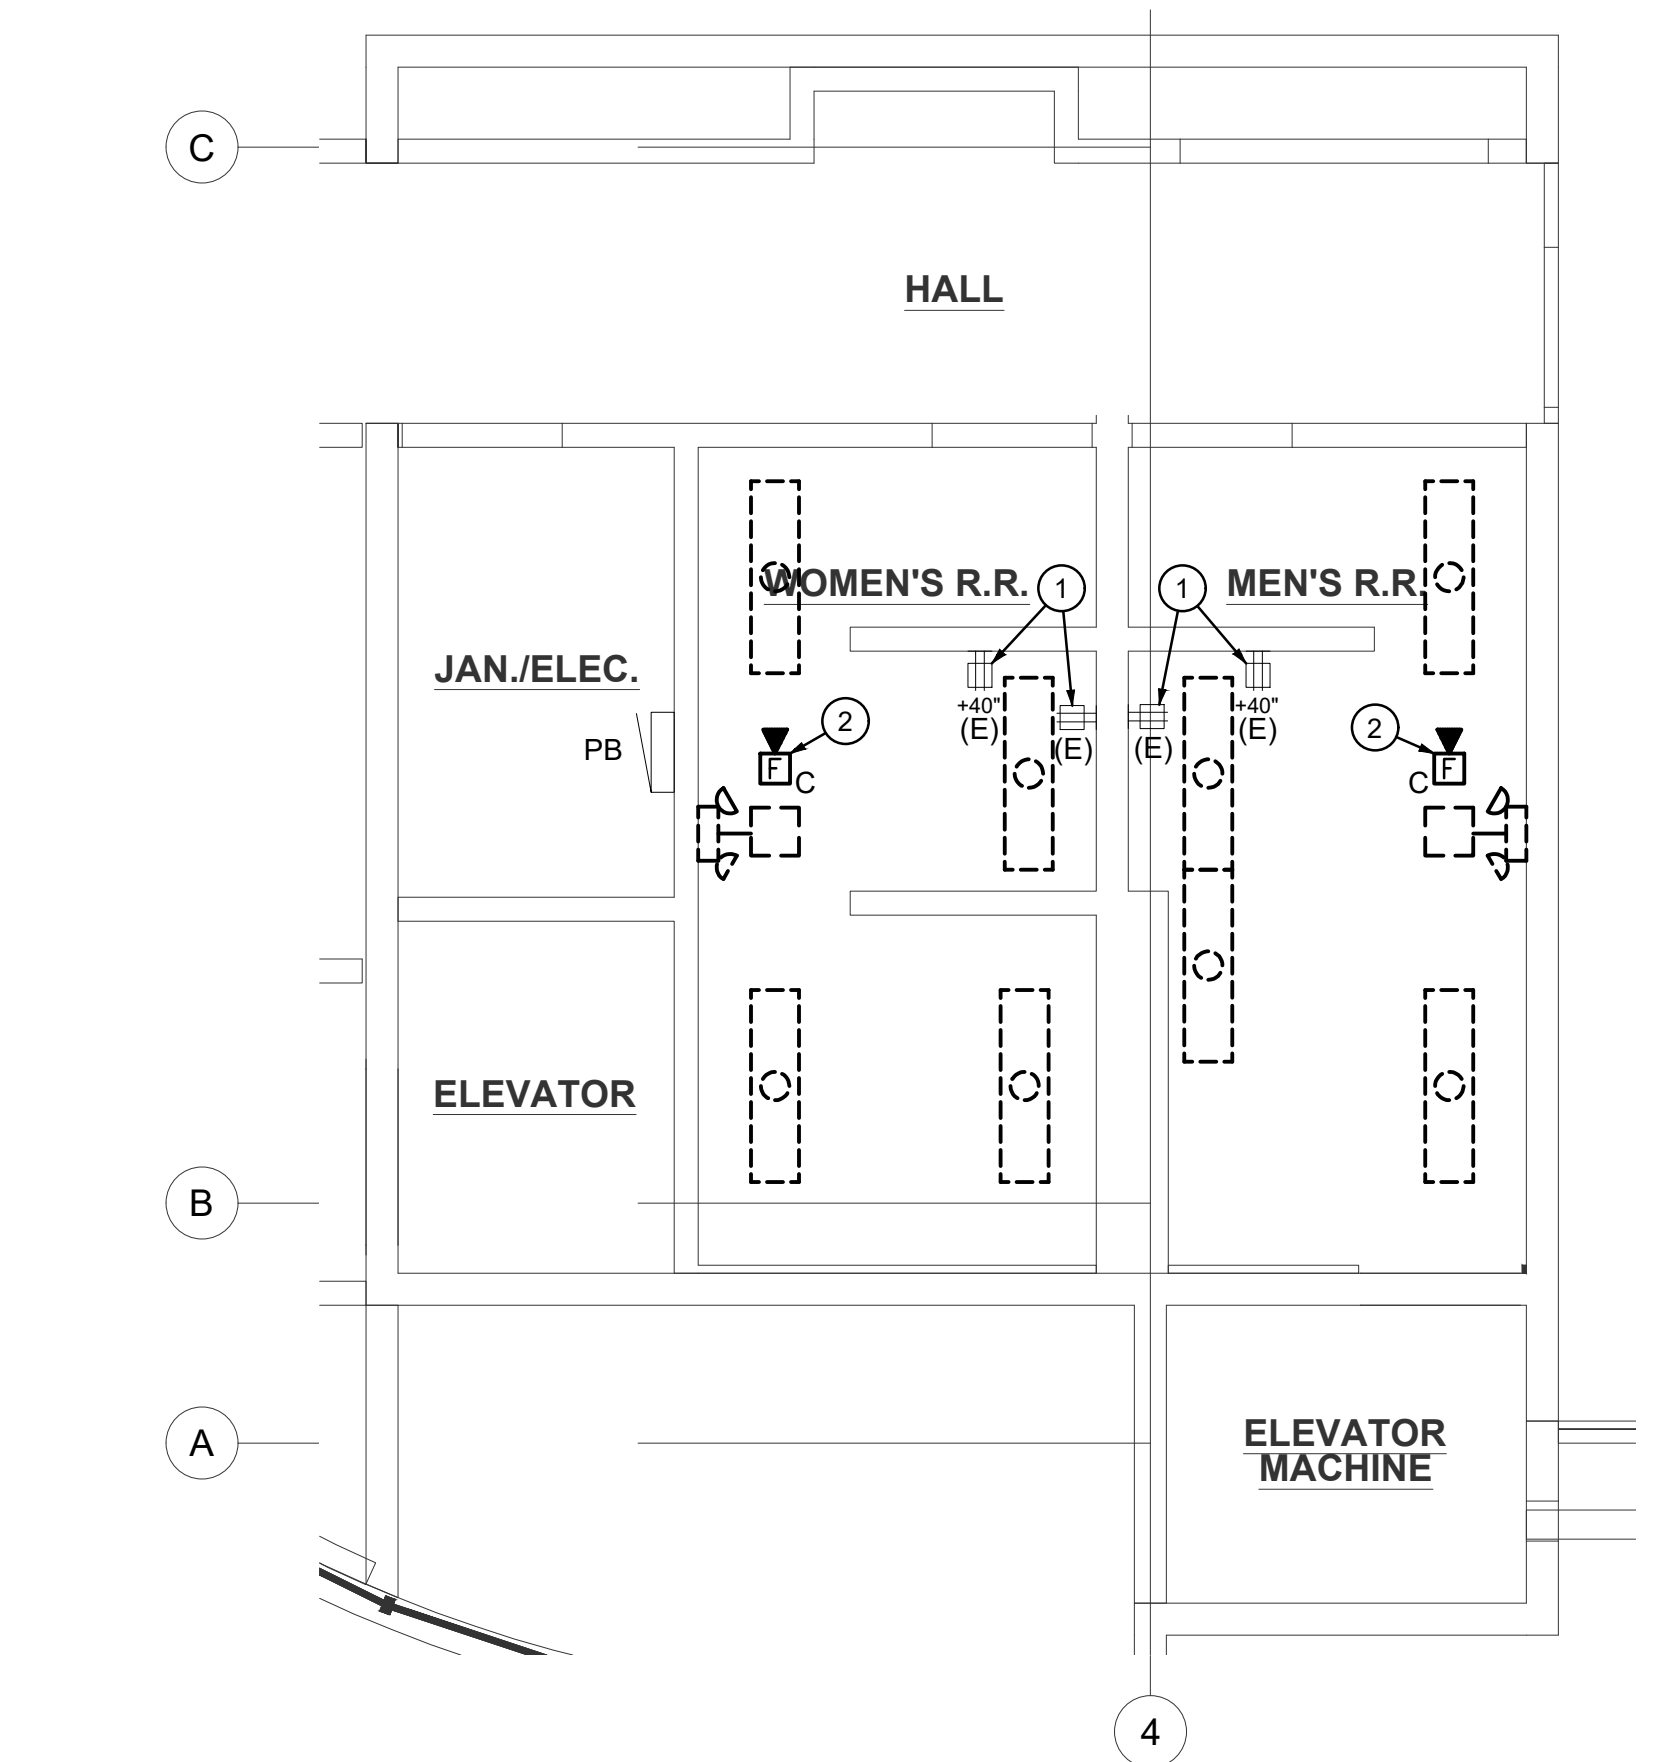 C
HALL
WOMEN'S R.R.
1
1
MEN'S R.R.
JAN./ELEC.
+40"
(E)
(E)
(E)
+40"
(E)
2
2
PB
F
C
C
F
ELEVATOR
B
A
ELEVATOR
MACHINE
4